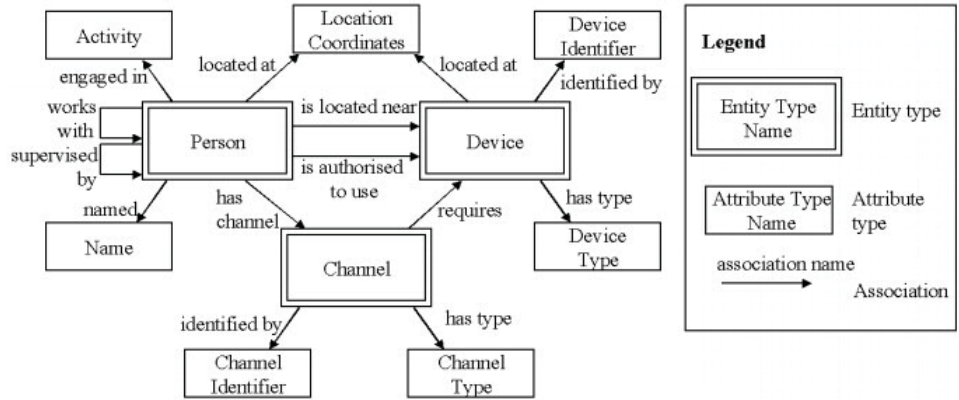 Activity
Location
Coordinates
Device
Identifier
engaged in
located at
located at
identified by
works
with
is located near
Person
Device
supervised
by
is authorised
to use
named
has
channel
requires
has type
Name
Channel
Device
Type
identified by
has type
Channel
Identifier
Channel
Type
Legend
Entity Type
Name
Entity type
Attribute Type
Name
Attribute
type
association name
Association